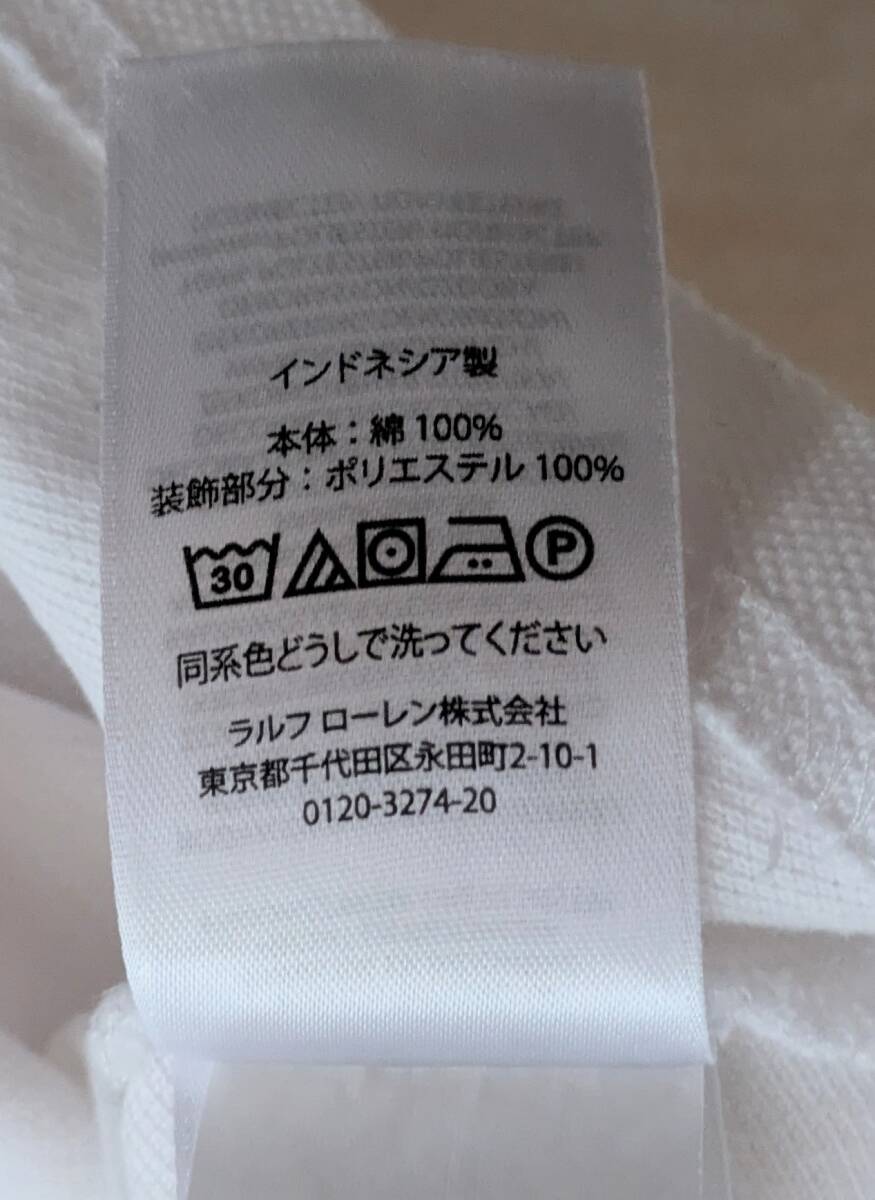 インドネシア製
本体：綿 100%
装飾部分：ポリエステル 100%
30 P
同系色どうしで洗ってください
ラルフ ローレン株式会社
東京都千代田区永田町2-10-1
0120-3274-20